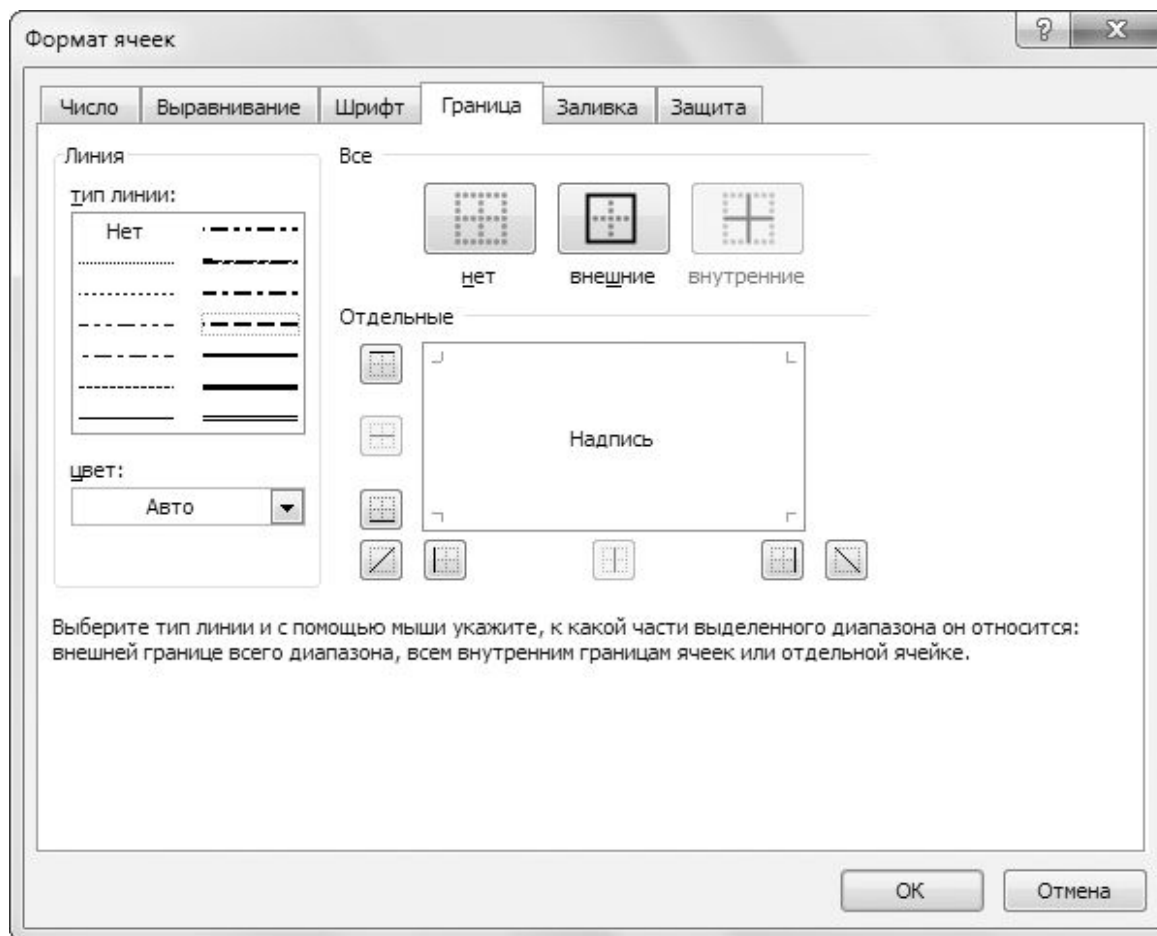 Формат ячеек
?
Число Выравнивание Шрифт Граница Заливка Защита
Линия
тип линии:
Нет
цвет:
Авто
Все
нет внешние внутренние
Отдельные
Надпись
Выберите тип линии и с помощью мыши укажите, к какой части выделенного диапазона он относится:
внешней границе всего диапазона, всем внутренним границам ячеек или отдельной ячейке.
ОК Отмена